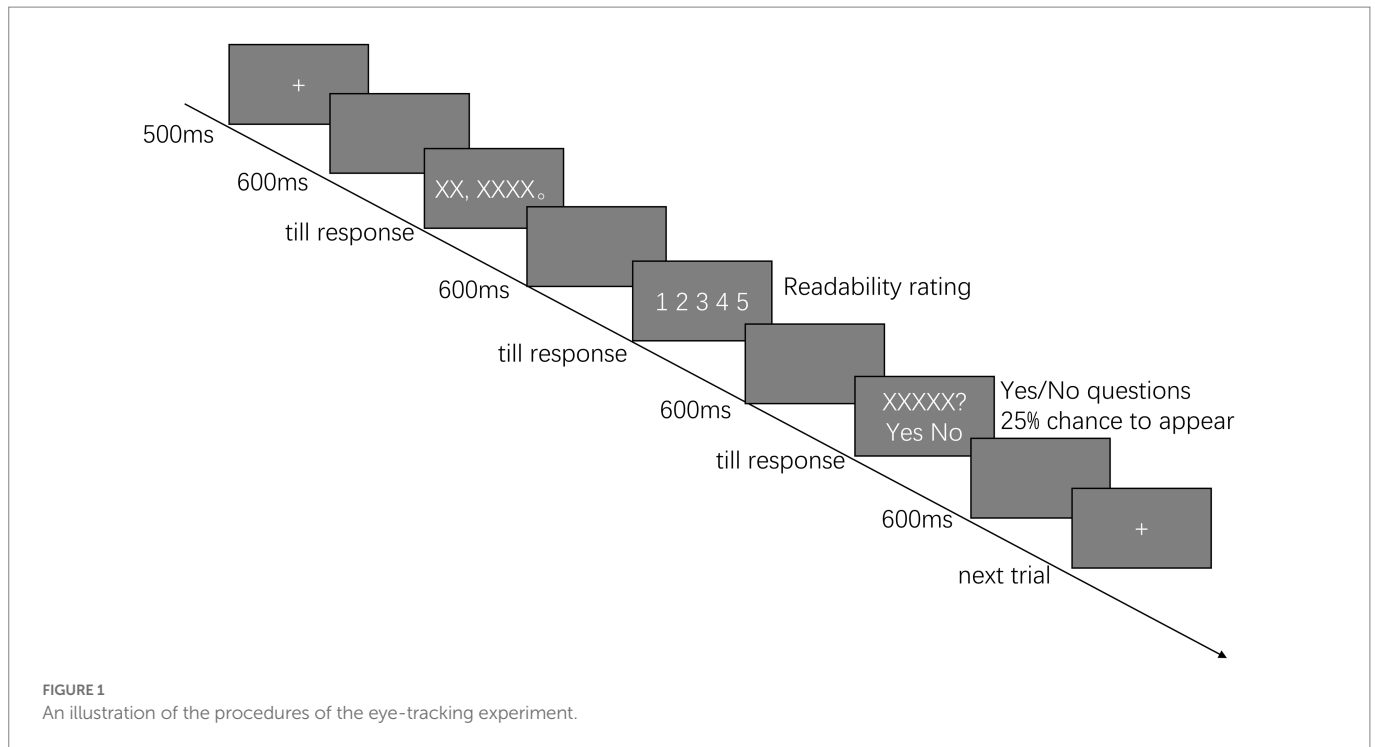 +
500ms
600ms
XX, XXXX。
till response
600ms
1 2 3 4 5
Readability rating
till response
600ms
XXXXX?
Yes No
Yes/No questions
25% chance to appear
till response
600ms
+
next trial
FIGURE 1
An illustration of the procedures of the eye-tracking experiment.